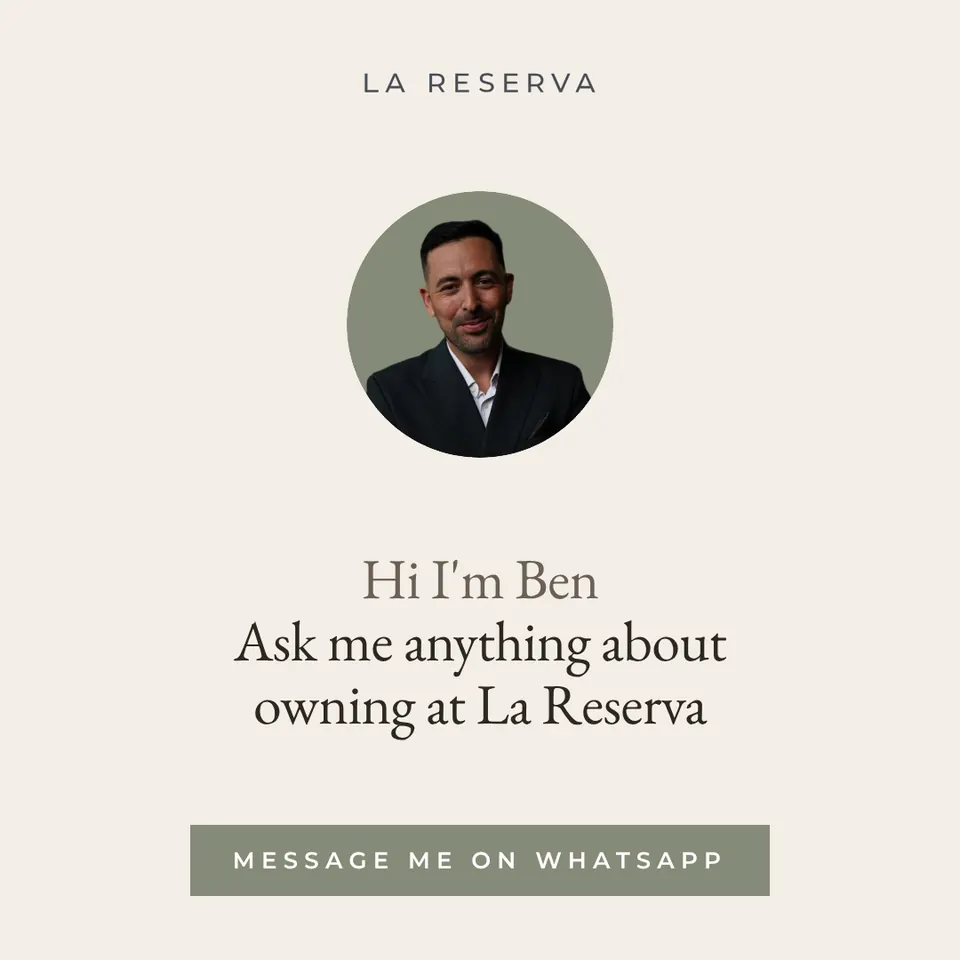 LA RESERVA
Hi I'm Ben
Ask me anything about
owning at La Reserva
MESSAGE ME ON WHATSAPP